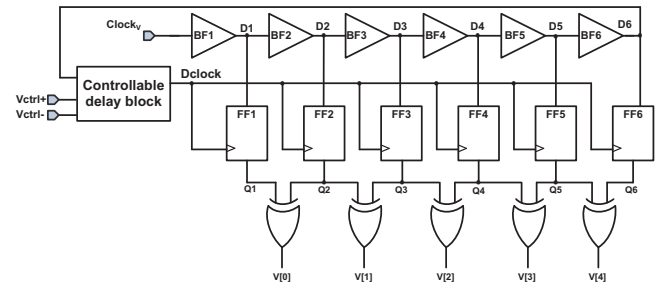 Clockv
BF1
D1
BF2
D2
BF3
D3
BF4
D4
BF5
D5
BF6
D6
Controllable
delay block
Dclock
Vctrl+
Vctrl-
FF1
FF2
FF3
FF4
FF5
FF6
Q1
Q2
Q3
Q4
Q5
Q6
V[0]
V[1]
V[2]
V[3]
V[4]